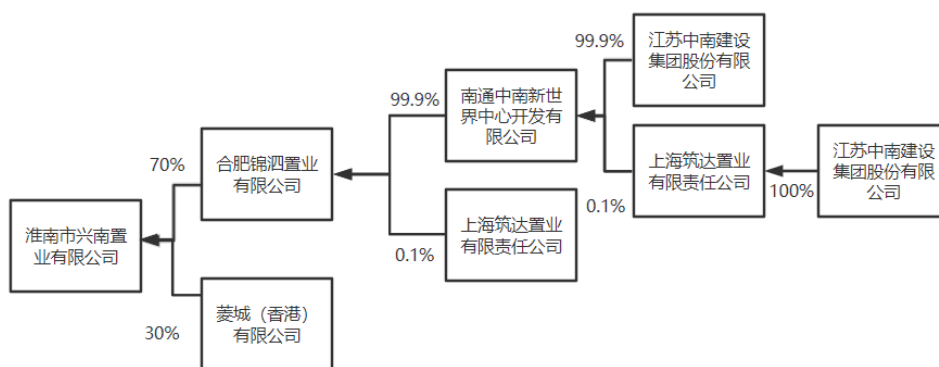 99.9%
江苏中南建设
集团股份有限
公司
99.9%
南通中南新世
界中心开发有
限公司
70%
合肥锦泗置业
有限公司
上海筑达置业
有限责任公司
0.1%
100%
江苏中南建设
集团股份有限
公司
淮南市兴南置
业有限公司
0.1%
上海筑达置业
有限责任公司
30%
菱城（香港）
有限公司